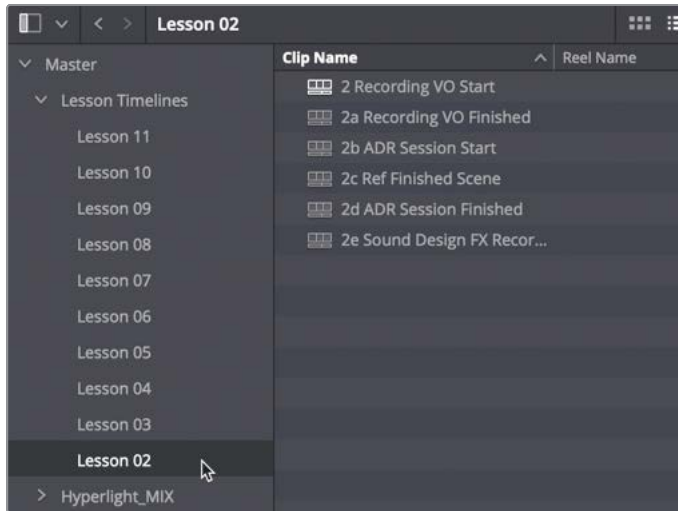 Lesson 02
Master
Lesson Timelines
Lesson 11
Lesson 10
Lesson 09
Lesson 08
Lesson 07
Lesson 06
Lesson 05
Lesson 04
Lesson 03
Lesson 02
Hyperlight_MIX
Clip Name
Reel Name
2 Recording VO Start
2a Recording VO Finished
2b ADR Session Start
2c Ref Finished Scene
2d ADR Session Finished
2e Sound Design FX Recor...